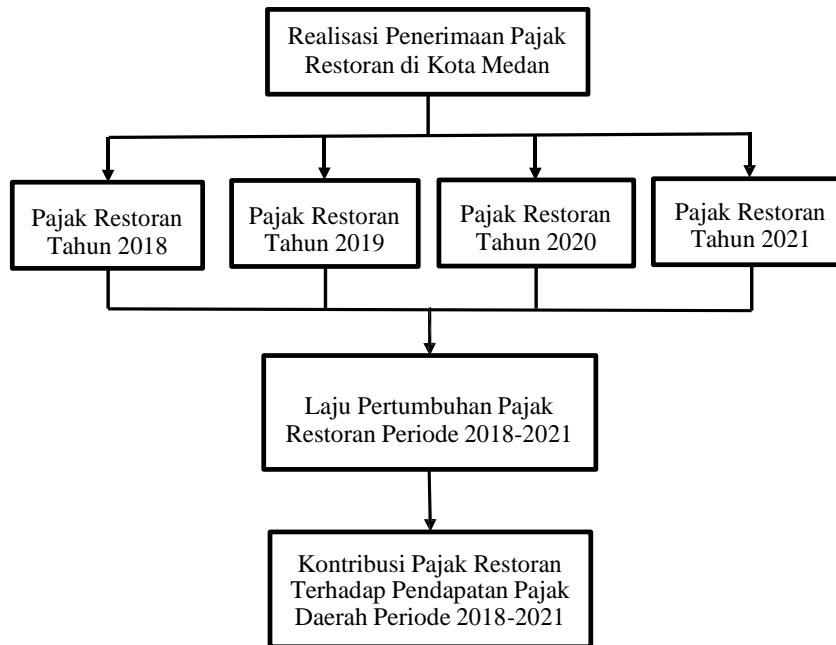 Realisasi Penerimaan Pajak
Restoran di Kota Medan
Pajak Restoran
Tahun 2018
Pajak Restoran
Tahun 2019
Pajak Restoran
Tahun 2020
Pajak Restoran
Tahun 2021
Laju Pertumbuhan Pajak
Restoran Periode 2018-2021
Kontribusi Pajak Restoran
Terhadap Pendapatan Pajak
Daerah Periode 2018-2021